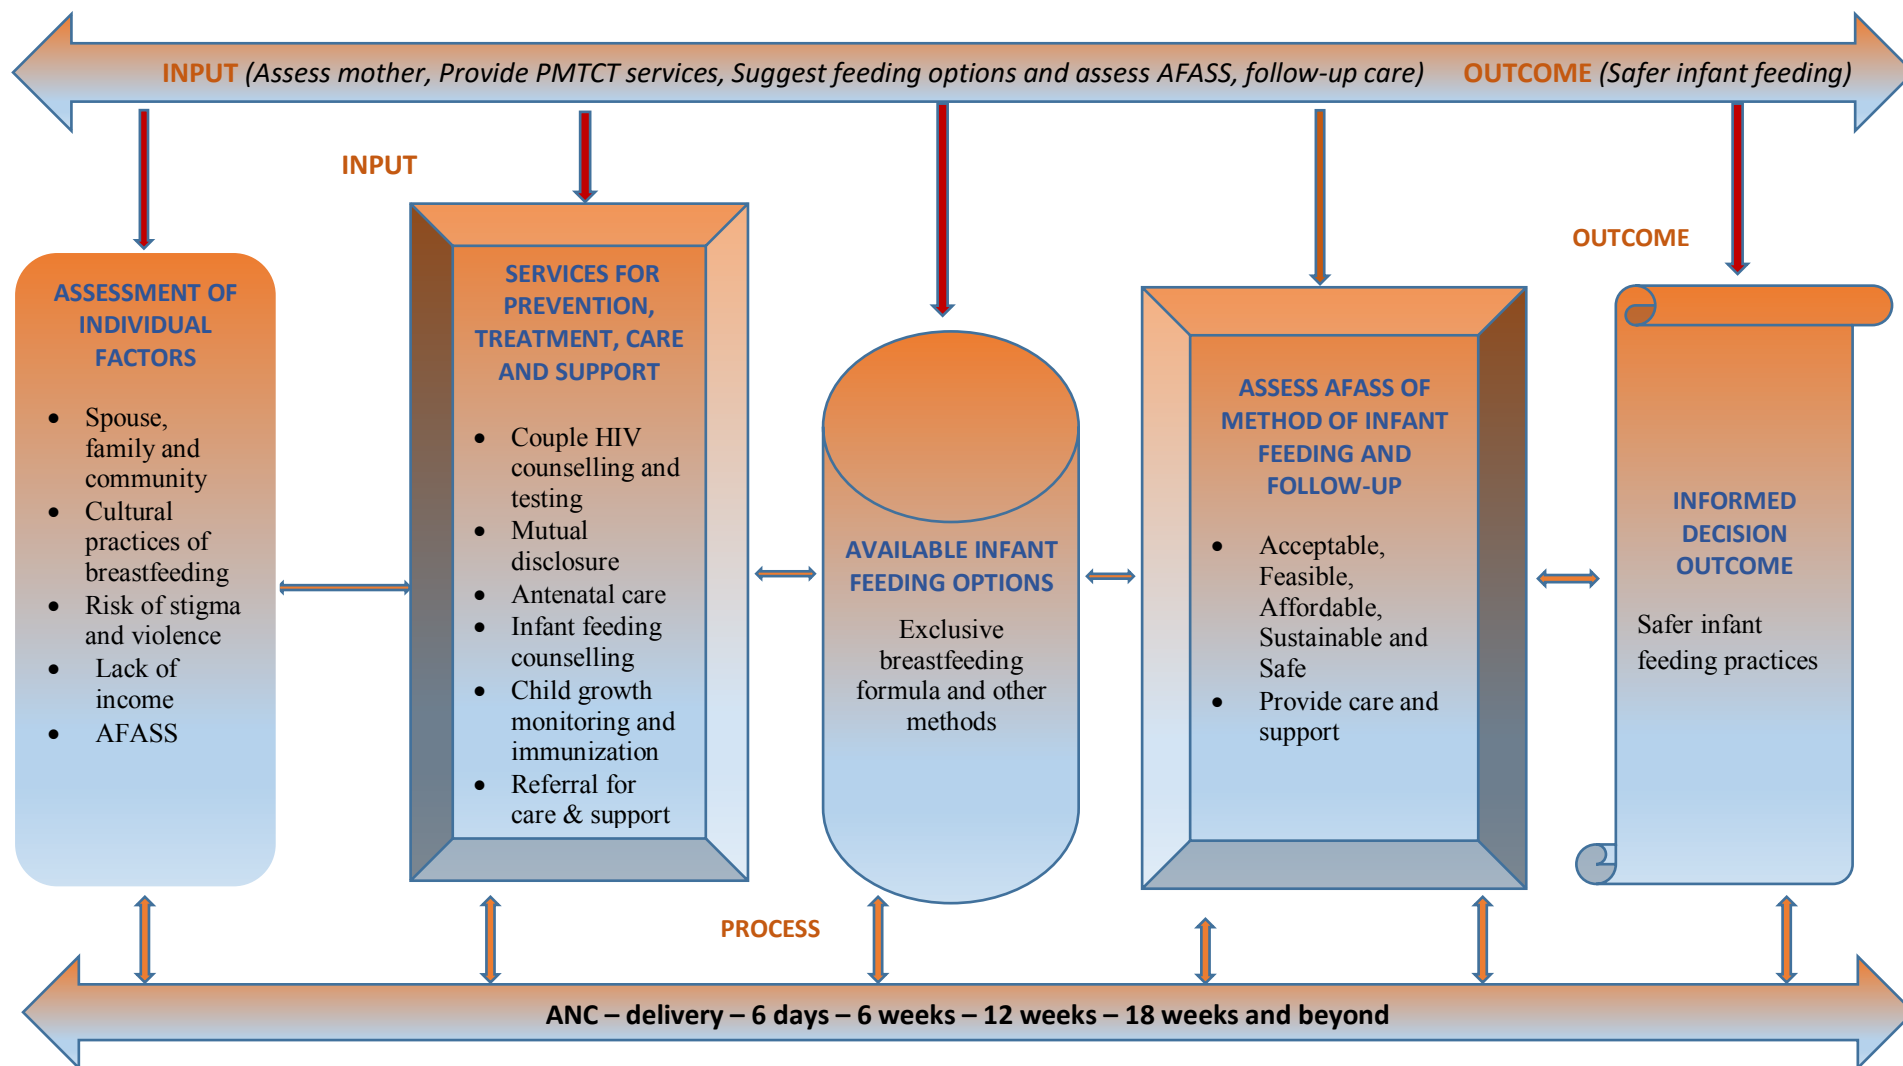 INPUT (Assess mother, Provide PMTCT services, Suggest feeding options and assess AFASS, follow-up care) OUTCOME (Safer infant feeding)
INPUT
OUTCOME
ASSESSMENT OF
INDIVIDUAL
FACTORS
• Spouse,
family and
community
• Cultural
practices of
breastfeeding
• Risk of stigma
and violence
• Lack of
income
• AFASS
SERVICES FOR
PREVENTION,
TREATMENT, CARE
AND SUPPORT
• Couple HIV
counselling and
testing
• Mutual
disclosure
• Antenatal care
• Infant feeding
counselling
• Child growth
monitoring and
immunization
• Referral for
care & support
AVAILABLE INFANT
FEEDING OPTIONS
Exclusive
breastfeeding
formula and other
methods
ASSESS AFASS OF
METHOD OF INFANT
FEEDING AND
FOLLOW-UP
• Acceptable,
Feasible,
Affordable,
Sustainable and
Safe
• Provide care and
support
INFORMED
DECISION
OUTCOME
Safer infant
feeding practices
PROCESS
ANC – delivery – 6 days – 6 weeks – 12 weeks – 18 weeks and beyond